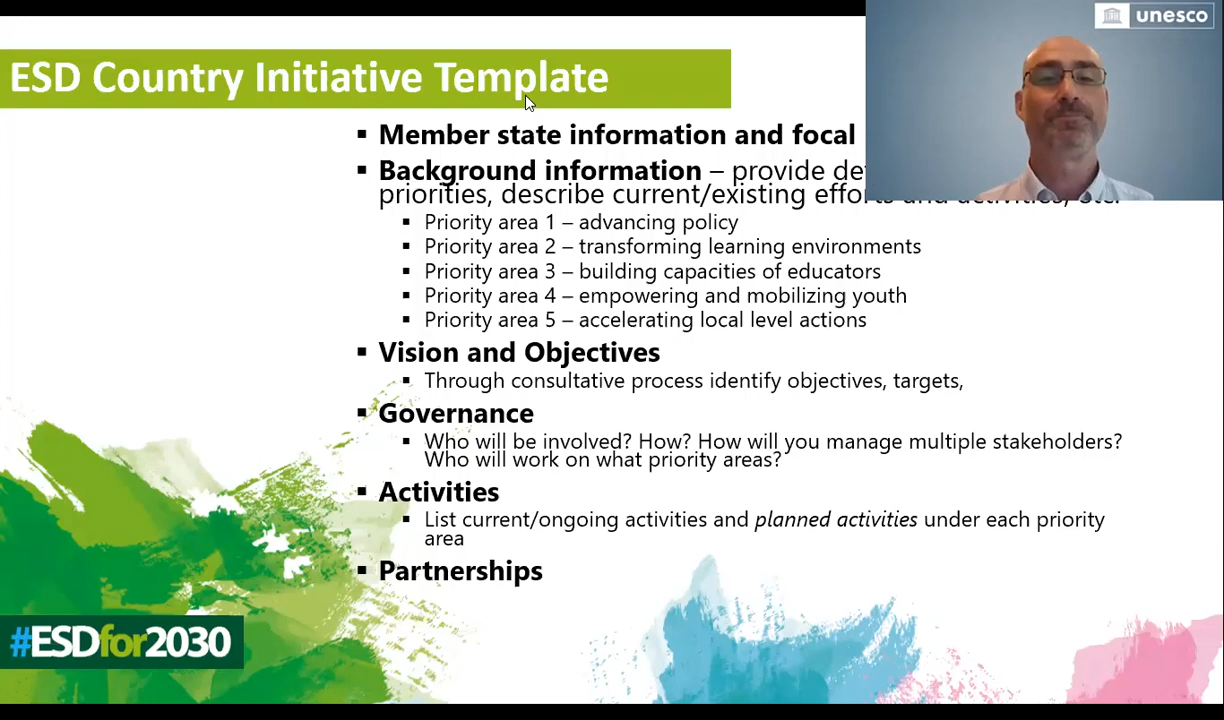 unesco
ESD Country Initiative Template
▪ Member state information and focal
▪ Background information – provide
priorities, describe current/existing efforts and activities, etc.
▪ Priority area 1 – advancing policy
▪ Priority area 2 – transforming learning environments
▪ Priority area 3 – building capacities of educators
▪ Priority area 4 – empowering and mobilizing youth
▪ Priority area 5 – accelerating local level actions
▪ Vision and Objectives
▪ Through consultative process identify objectives, targets,
▪ Governance
▪ Who will be involved? How? How will you manage multiple stakeholders?
Who will work on what priority areas?
▪ Activities
▪ List current/ongoing activities and planned activities under each priority
area
▪ Partnerships
#ESDfor2030